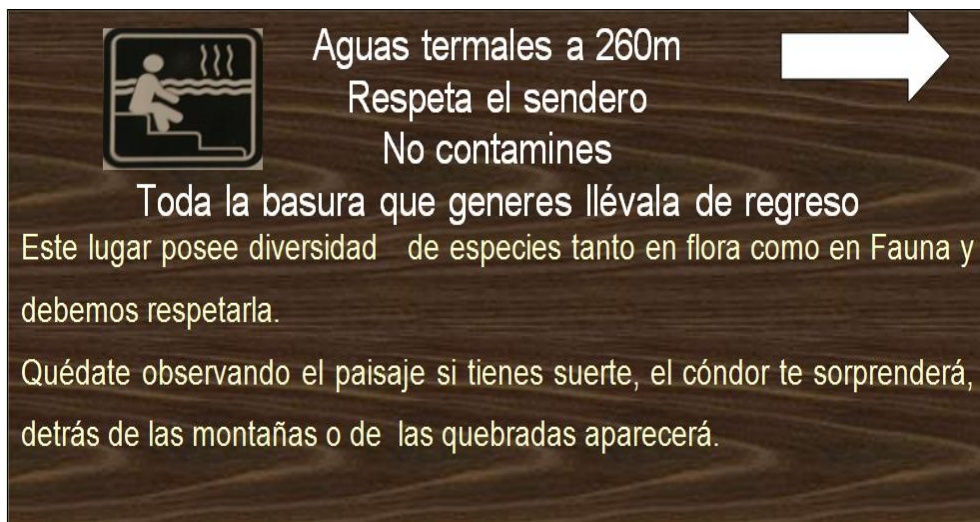 Aguas termales a 260m
Respeta el sendero
No contamines
Toda la basura que generes llévala de regreso
Este lugar posee diversidad de especies tanto en flora como en Fauna y
debemos respetarla.
Quédate observando el paisaje si tienes suerte, el cóndor te sorprenderá,
detrás de las montañas o de las quebradas aparecerá.